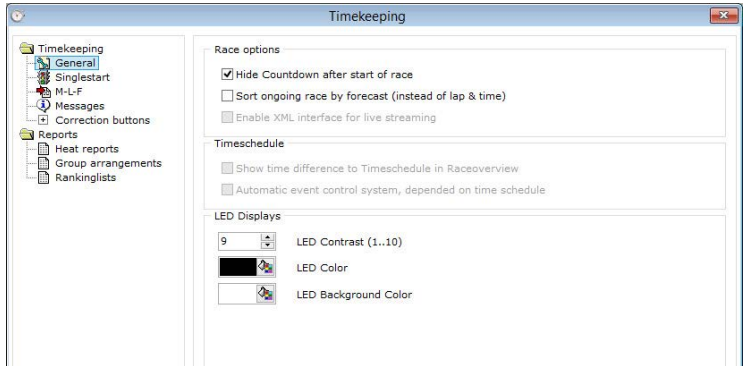 Timekeeping
Timekeeping
General
Singlestart
M-L-F
Messages
Correction buttons
Reports
Heat reports
Group arrangements
Rankinglists
Race options
Hide Countdown after start of race
Sort ongoing race by forecast (instead of lap & time)
Enable XML interface for live streaming
Timeschedule
Show time difference to Timeschedule in Raceoverview
Automatic event control system, depended on time schedule
LED Displays
9 LED Contrast (1..10)
LED Color
LED Background Color